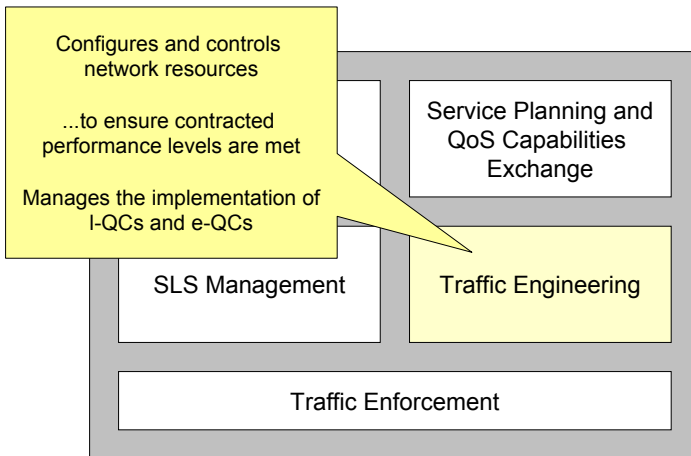 Configures and controls
network resources
...to ensure contracted
performance levels are met
Manages the implementation of
l-QCs and e-QCs
Service Planning and
QoS Capabilities
Exchange
SLS Management
Traffic Engineering
Traffic Enforcement